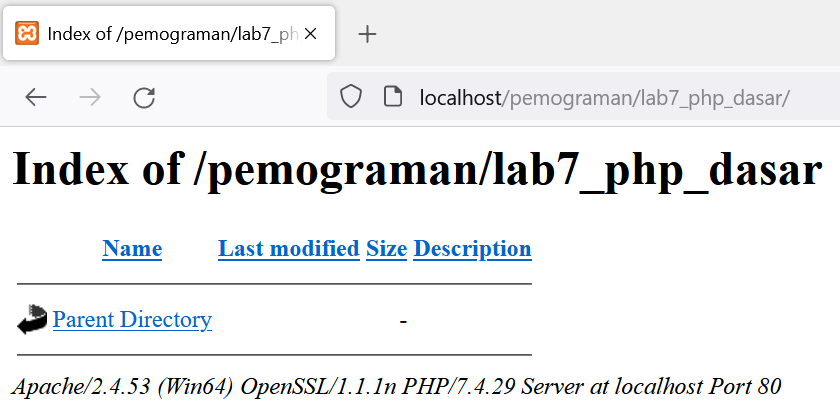 Index of /pemograman/lab7_ph
localhost/pemograman/lab7_php_dasar/
Index of /pemograman/lab7_php_dasar
Name Last modified Size Description
Parent Directory -
Apache/2.4.53 (Win64) OpenSSL/1.1.1n PHP/7.4.29 Server at localhost Port 80